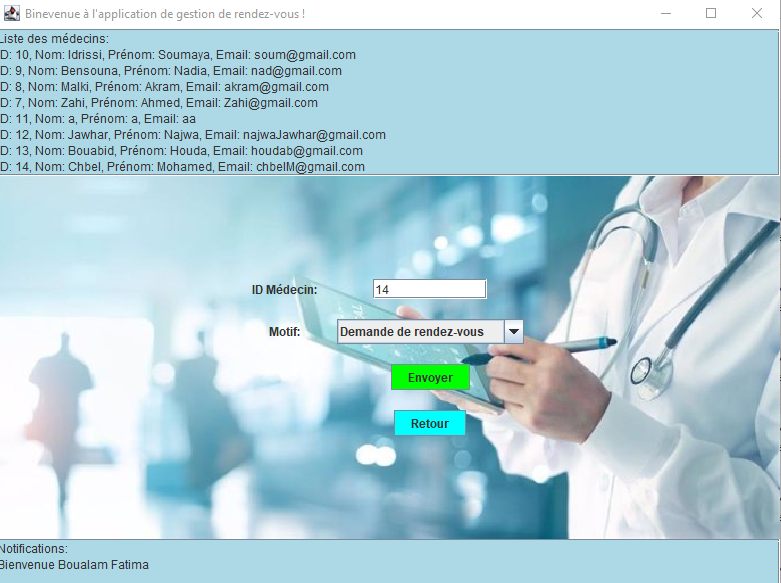 Binevenue à l'application de gestion de rendez-vous !
Liste des médecins:
D: 10, Nom: Idrissi, Prénom: Soumaya, Email: soum@gmail.com
D: 9, Nom: Bensouna, Prénom: Nadia, Email: nad@gmail.com
D: 8, Nom: Malki, Prénom: Akram, Email: akram@gmail.com
D: 7, Nom: Zahi, Prénom: Ahmed, Email: Zahi@gmail.com
D: 11, Nom: a, Prénom: a, Email: aa
D: 12, Nom: Jawhar, Prénom: Najwa, Email: najwaJawhar@gmail.com
D: 13, Nom: Bouabid, Prénom: Houda, Email: houdab@gmail.com
D: 14, Nom: Chbel, Prénom: Mohamed, Email: chbelM@gmail.com
ID Médecin: 14
Motif: Demande de rendez-vous
Envoyer
Retour
Notifications:
Bienvenue Boualam Fatima